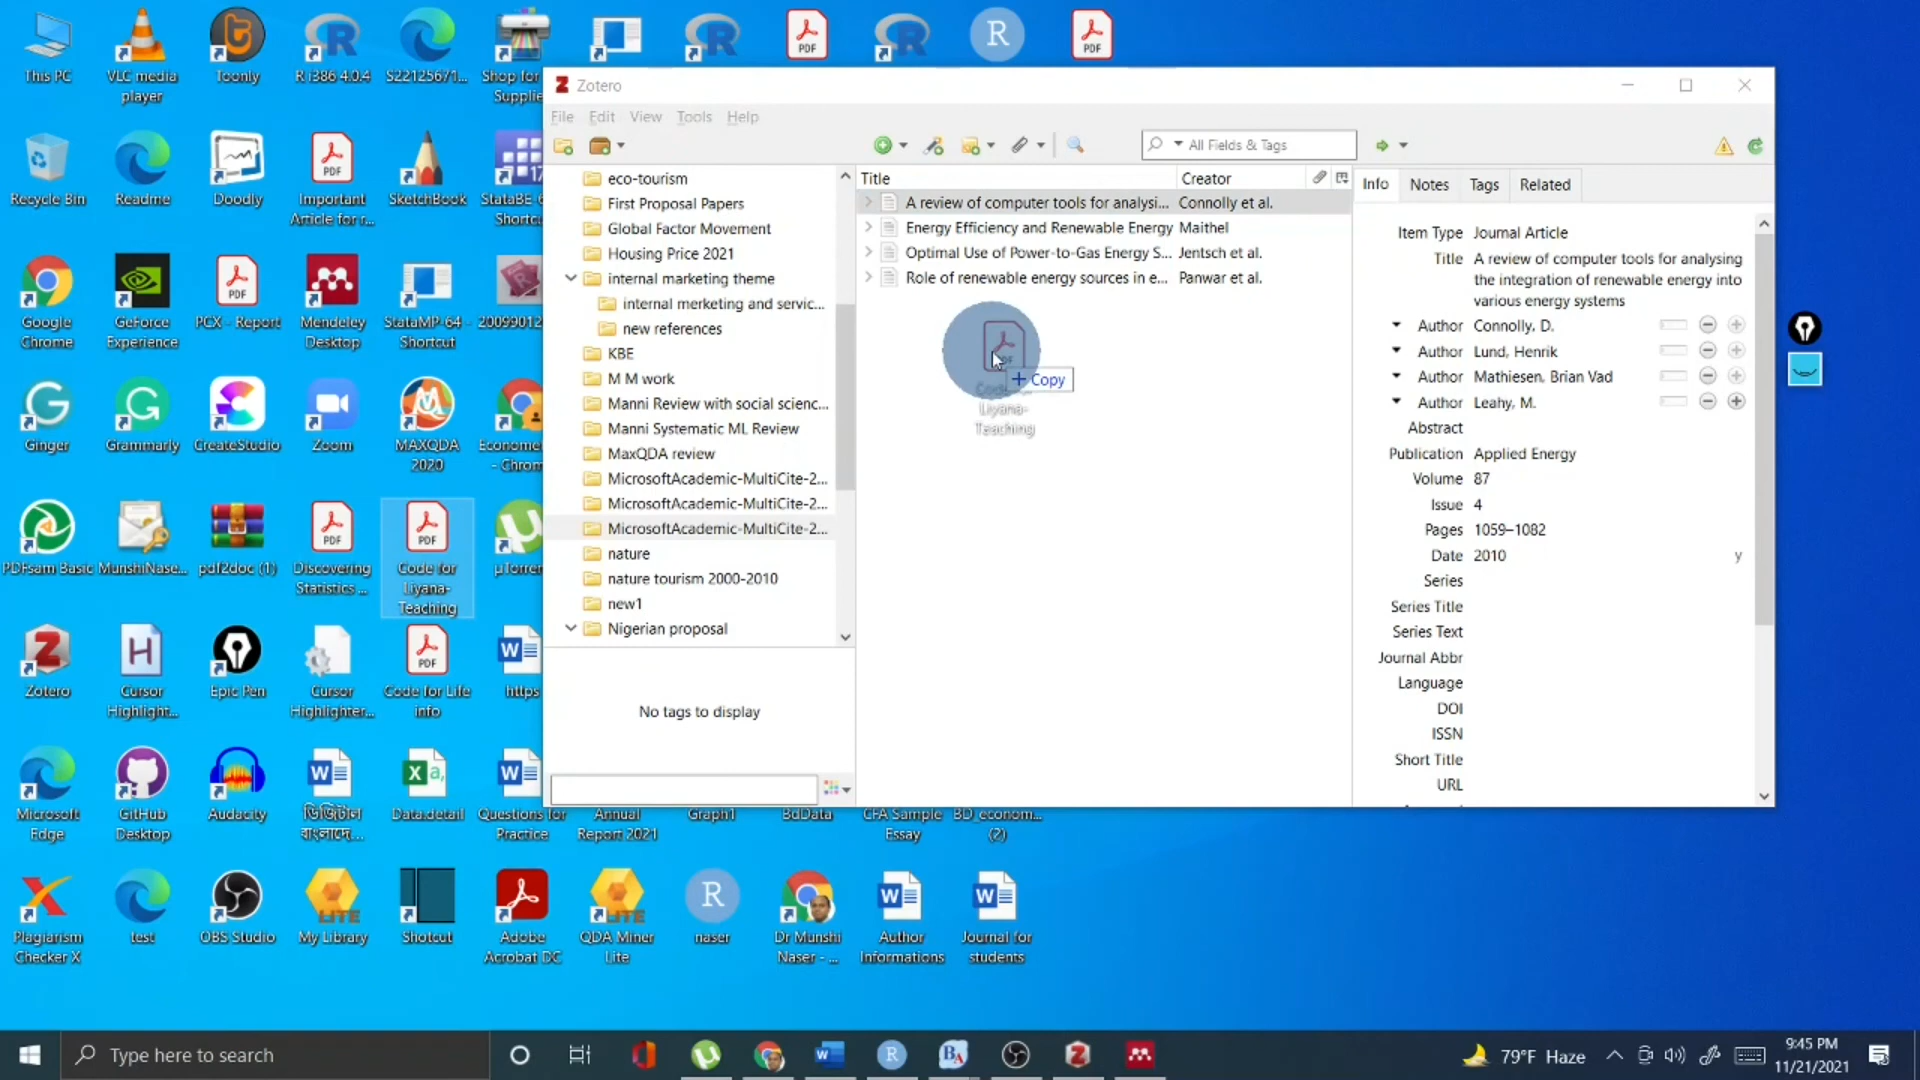 This PC
VLC media
player
Toonly
R i386 4.0.4
S22125671...
Shop for
Supplie
PDF
R
PDF
Recycle Bin
Readme
Doodly
Important
Article for r...
SketchBook
StataBE
Shortcu
Google
Chrome
GeForce
Experience
PCX - Report
Mendeley
Desktop
StataMP-64 -
Shortcut
20099012
Ginger
Grammarly
CreateStudio
Zoom
MAXQDA
2020
Economet
- Chrom
PDFsam Basic
MunshiNase...
pdf2doc (1)
Discovering
Statistics ...
Code for
Liyana-
Teaching
µTorren
Zotero
Cursor
Highlight...
Epic Pen
Cursor
Highlighter...
Code for Life
info
https
Microsoft
Edge
GitHub
Desktop
Audacity
ডিজিটাল
বাংলাদে...
Data.detail
Questions for
Practice
Annual
Report 2021
Graph1
BdData
CFA Sample
Essay
BD_econom...
(2)
Plagiarism
Checker X
test
OBS Studio
My Library
Shotcut
Adobe
Acrobat DC
QDA Miner
Lite
naser
Dr Munshi
Naser - ...
Author
Informations
Journal for
students
Zotero
File Edit View Tools Help
All Fields & Tags
eco-tourism
First Proposal Papers
Global Factor Movement
Housing Price 2021
internal marketing theme
internal merketing and servic...
new references
KBE
M M work
Manni Review with social scienc...
Manni Systematic ML Review
MaxQDA review
MicrosoftAcademic-MultiCite-2...
MicrosoftAcademic-MultiCite-2...
MicrosoftAcademic-MultiCite-2...
nature
nature tourism 2000-2010
new1
Nigerian proposal
No tags to display
Title Creator
A review of computer tools for analysi... Connolly et al.
Energy Efficiency and Renewable Energy Maithel
Optimal Use of Power-to-Gas Energy S... Jentsch et al.
Role of renewable energy sources in e... Panwar et al.
+ Copy
Liyana-
Teaching
Info Notes Tags Related
Item Type Journal Article
Title A review of computer tools for analysing
the integration of renewable energy into
various energy systems
Author Connolly, D.
Author Lund, Henrik
Author Mathiesen, Brian Vad
Author Leahy, M.
Abstract
Publication Applied Energy
Volume 87
Issue 4
Pages 1059–1082
Date 2010 y
Series
Series Title
Series Text
Journal Abbr
Language
DOI
ISSN
Short Title
URL
Type here to search
79°F Haze
9:45 PM
11/21/2021